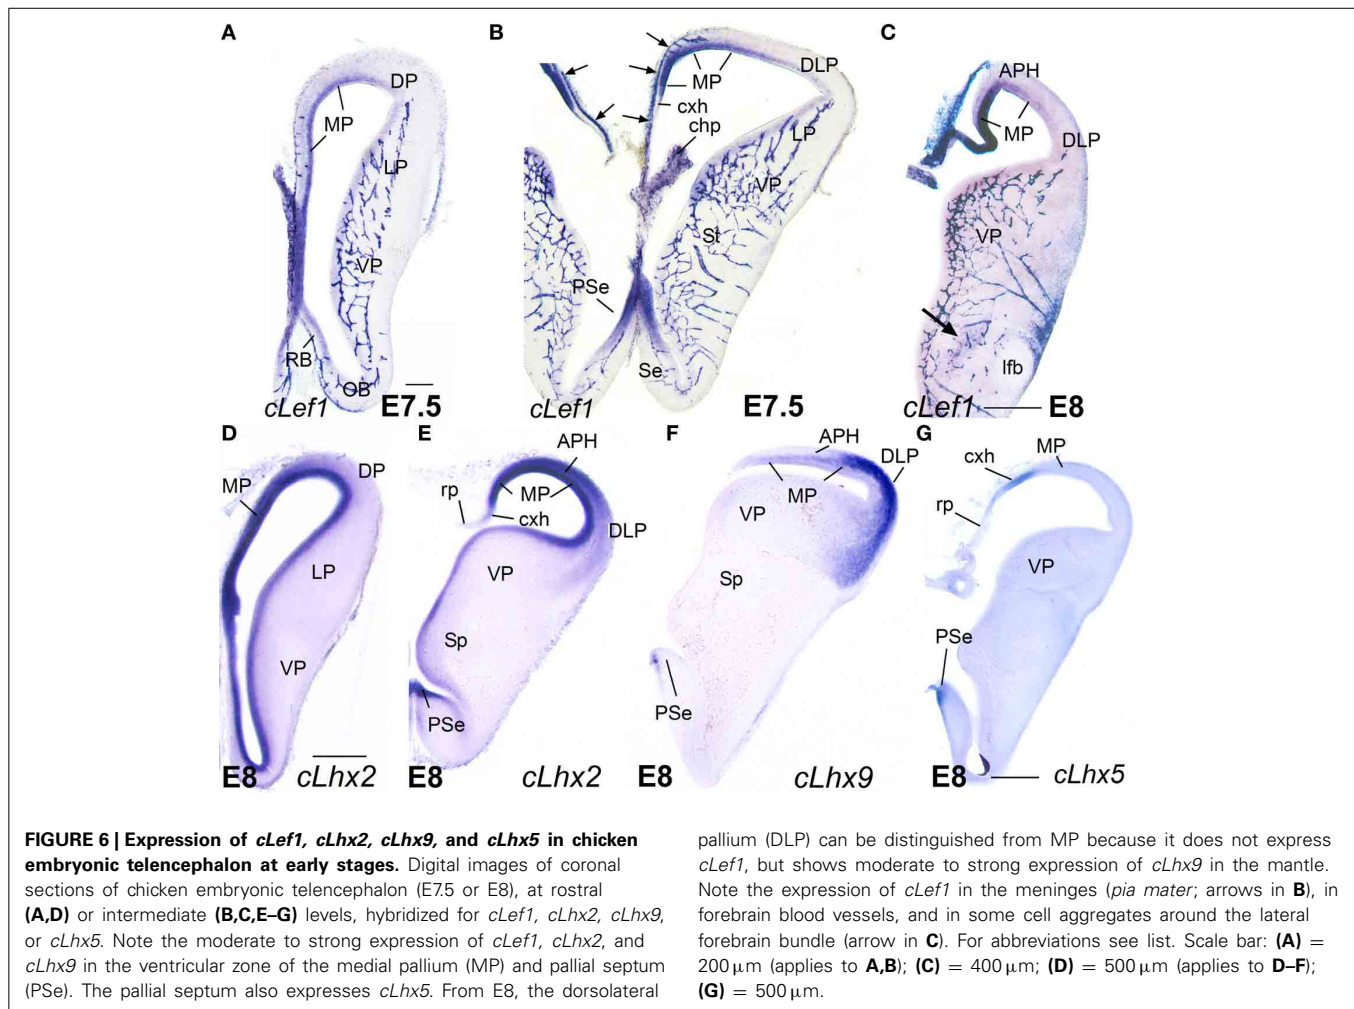 A
DP
MP
LP
VP
RB
OB
cLef1
E7.5
B
DLP
MP
cxh
chp
LP
VP
St
PSe
Se
cLef1
E7.5
C
APH
MP
DLP
VP
lfb
cLef1
E8
D
MP
DP
LP
VP
E8
cLhx2
E
APH
rp
MP
cxh
DLP
VP
Sp
PSe
E8
cLhx2
F
APH
DLP
MP
VP
Sp
PSe
E8
cLhx9
G
MP
cxh
rp
VP
PSe
E8
cLhx5
FIGURE 6 | Expression of cLef1, cLhx2, cLhx9, and cLhx5 in chicken
embryonic telencephalon at early stages. Digital images of coronal
sections of chicken embryonic telencephalon (E7.5 or E8), at rostral
(A,D) or intermediate (B,C,E–G) levels, hybridized for cLef1, cLhx2, cLhx9,
or cLhx5. Note the moderate to strong expression of cLef1, cLhx2, and
cLhx9 in the ventricular zone of the medial pallium (MP) and pallial septum
(PSe). The pallial septum also expresses cLhx5. From E8, the dorsolateral
pallium (DLP) can be distinguished from MP because it does not express
cLef1, but shows moderate to strong expression of cLhx9 in the mantle.
Note the expression of cLef1 in the meninges (pia mater; arrows in B), in
forebrain blood vessels, and in some cell aggregates around the lateral
forebrain bundle (arrow in C). For abbreviations see list. Scale bar: (A) =
200 μm (applies to A,B); (C) = 400 μm; (D) = 500 μm (applies to D–F);
(G) = 500 μm.